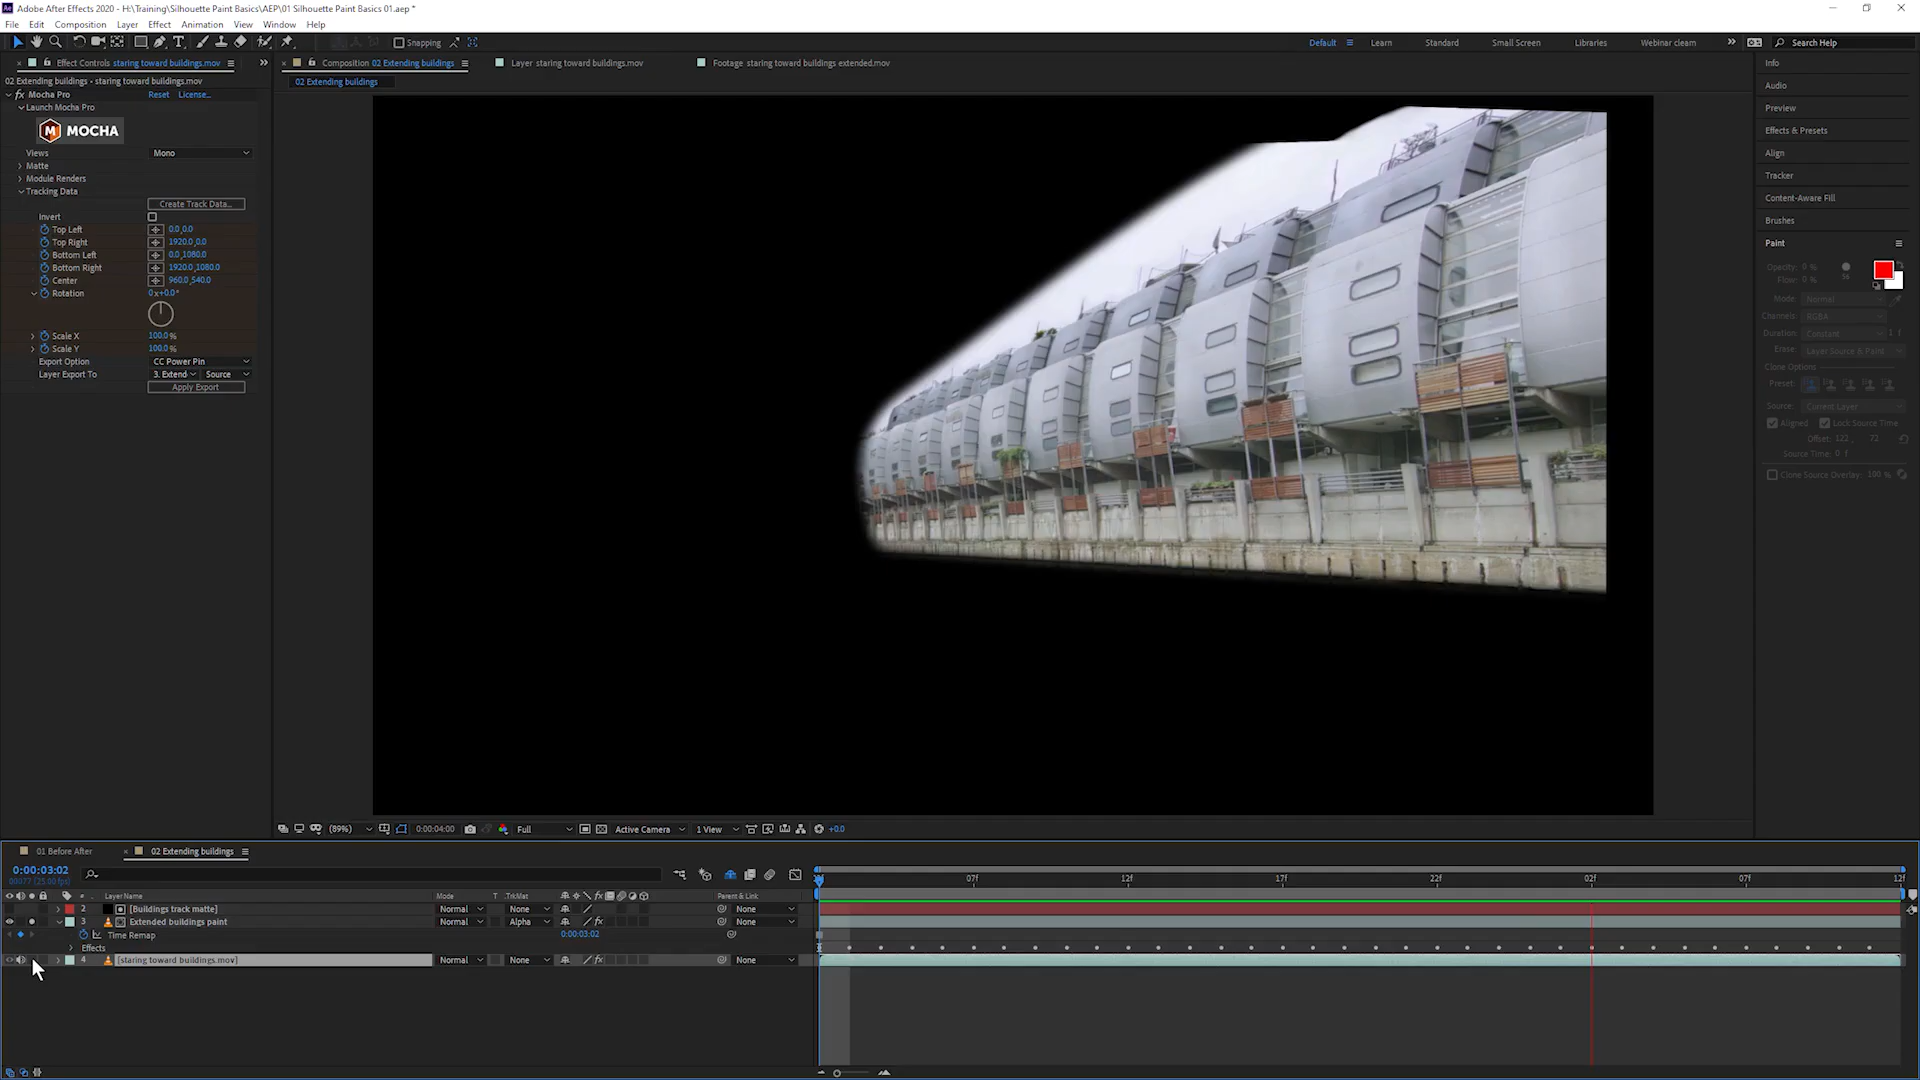 Adobe After Effects 2020 - H:\Training\Silhouette Paint Basics\AEP\01 Silhouette Paint Basics 01.aep *
File Edit Composition Layer Effect Animation View Window Help
Snapping
Default Learn Standard Small Screen Libraries Webinar cleam Search Help
Effect Controls staring toward buildings.mov
Composition 02 Extending buildings
Layer staring toward buildings.mov
Footage staring toward buildings extended.mov
02 Extending buildings • staring toward buildings.mov
02 Extending buildings
fx Mocha Pro Reset License...
Launch Mocha Pro
M MOCHA
Views Mono
Matte
Module Renders
Tracking Data
Create Track Data...
Invert
Top Left 0.0,0.0
Top Right 1920.0,0.0
Bottom Left 0.0,1080.0
Bottom Right 1920.0,1080.0
Center 960.0,540.0
Rotation 0x+0.0°
Scale X 100.0 %
Scale Y 100.0 %
Export Option CC Power Pin
Layer Export To 3. Extend Source
Apply Export
Info
Audio
Preview
Effects & Presets
Align
Tracker
Content-Aware Fill
Brushes
Paint
Opacity: 0 %
Flow: 0 %
56
Mode: Normal
Channels: RGBA
Duration: Constant 1 f
Erase: Layer Source & Paint
Clone Options
Preset:
Source: Current Layer
Aligned Lock Source Time
Offset: 122, 72
Source Time: 0 f
Clone Source Overlay: 100 %
(89%) 0:00:04:00 Full Active Camera 1 View +0.0
01 Before After
02 Extending buildings
0:00:03:02
00077 (25.00 fps)
07f 12f 17f 22f 02f 07f 12f
# Layer Name Mode T TrkMat Parent & Link
2 [Buildings track matte] Normal None None
3 Extended buildings paint Normal Alpha None
Time Remap 0:00:03:02
Effects
4 [staring toward buildings.mov] Normal None None